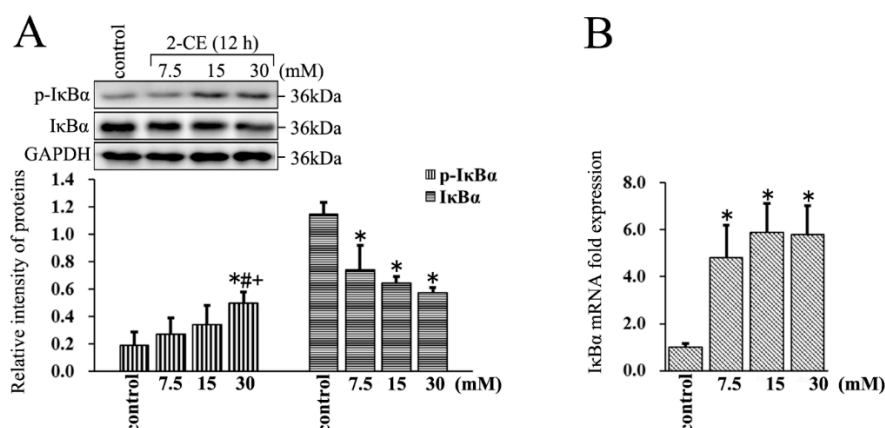 A
control
2-CE (12 h)
7.5 15 30 (mM)
p-IκBα - 36kDa
IκBα - 36kDa
GAPDH - 36kDa
Relative intensity of proteins
1.4
1.2
1.0
0.8
0.6
0.4
0.2
0.0
p-IκBα
IκBα
*#+
* * *
control 7.5 15 30 control 7.5 15 30 (mM)
B
IκBα mRNA fold expression
8.0
6.0
4.0
2.0
0.0
* * *
control 7.5 15 30 (mM)